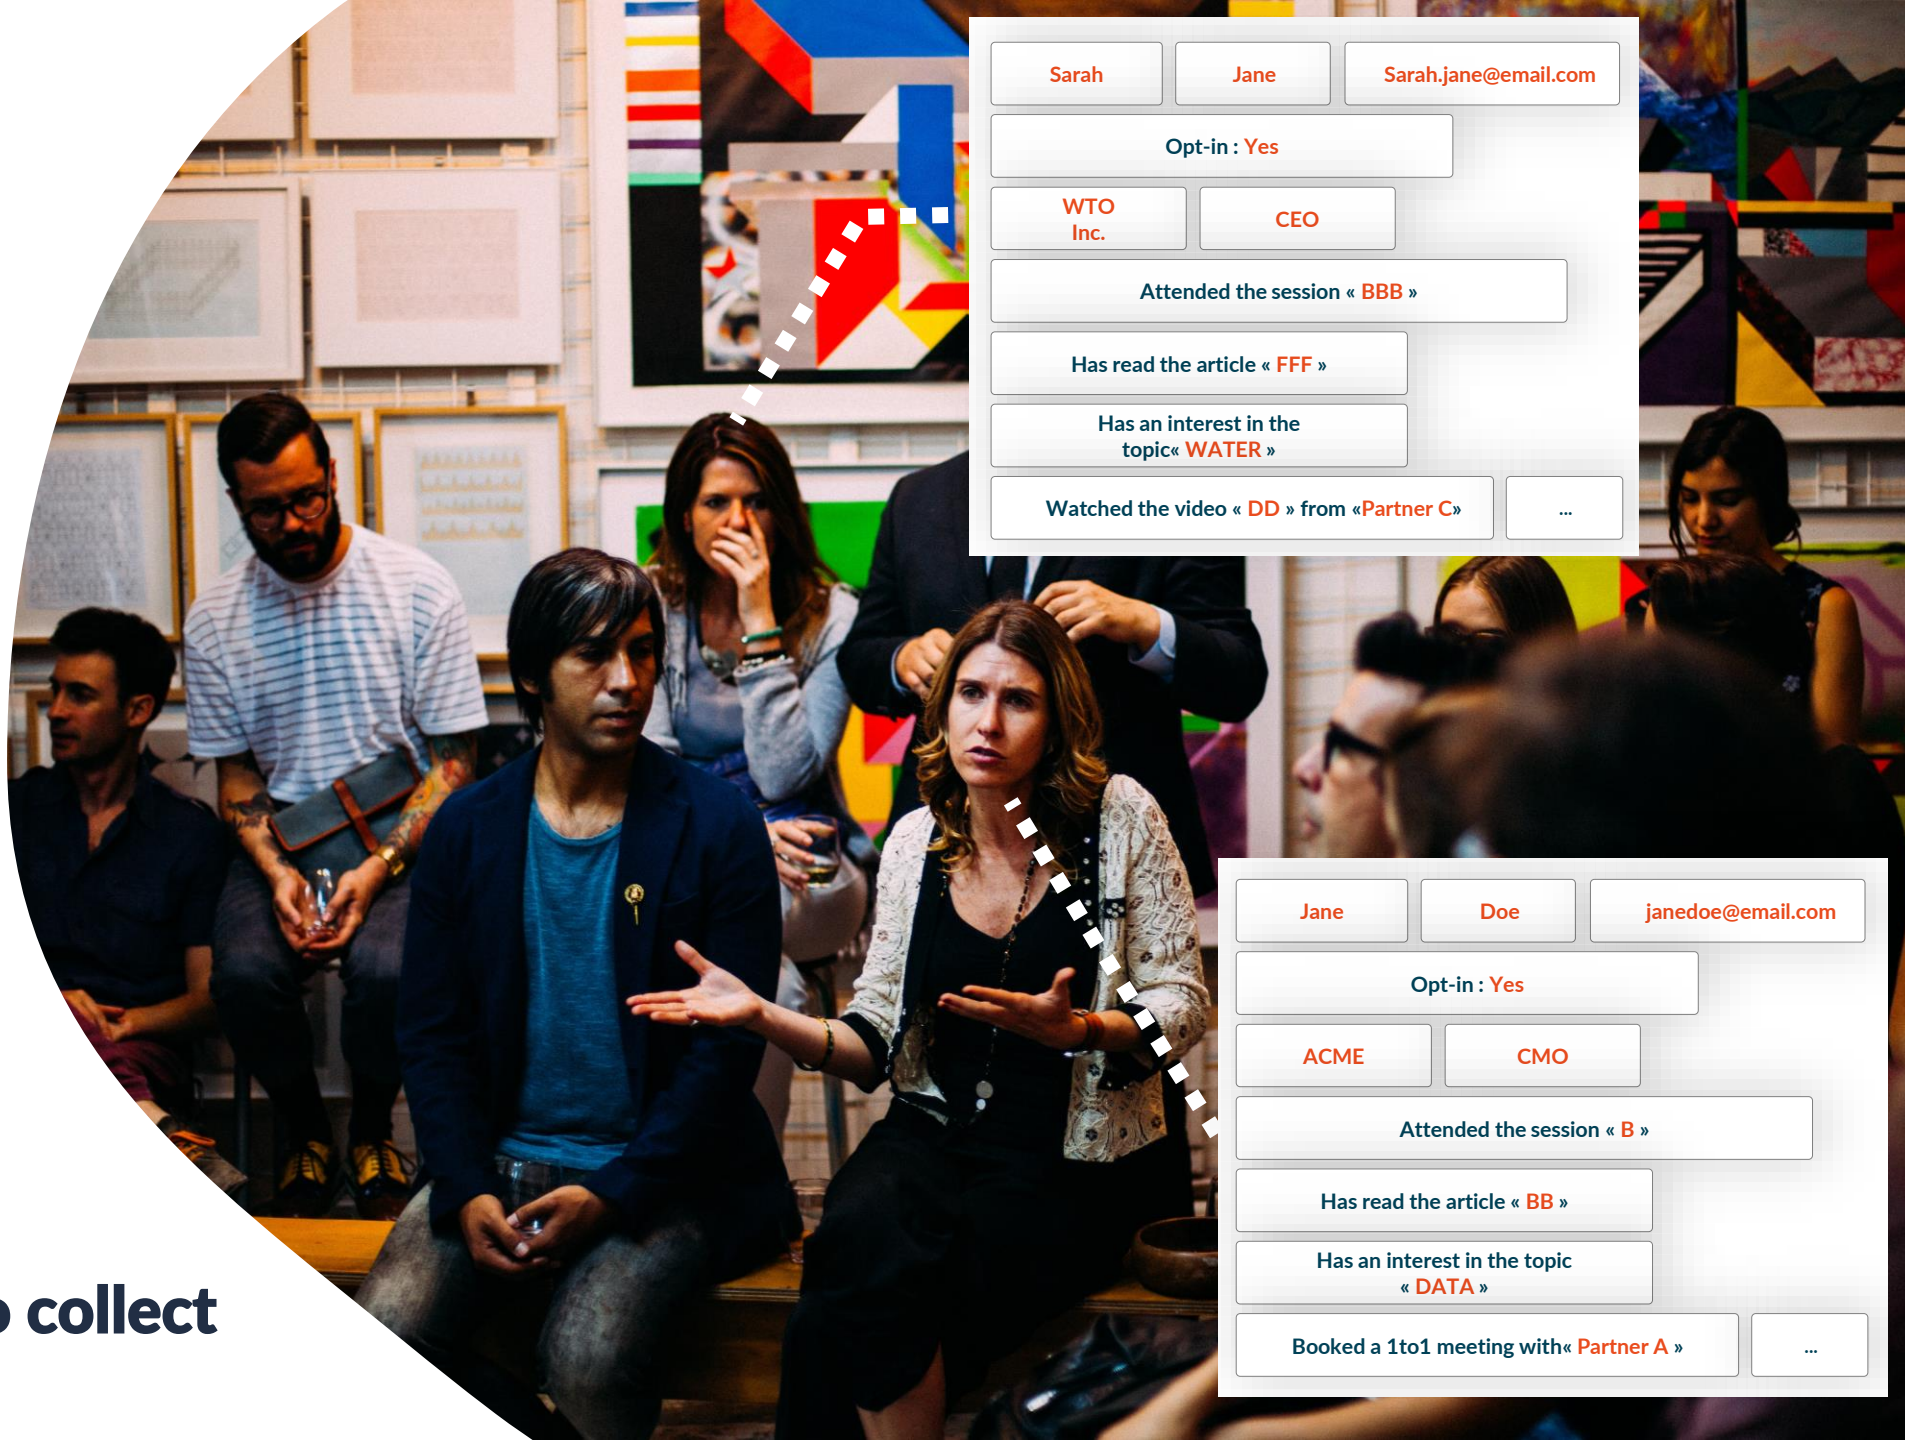 Sarah
Jane
Sarah.jane@email.com
Opt-in : Yes
WTO
Inc.
CEO
Attended the session « BBB »
Has read the article « FFF »
Has an interest in the
topic« WATER »
Watched the video « DD » from «Partner C»
...
Jane
Doe
janedoe@email.com
Opt-in : Yes
ACME
CMO
Attended the session « B »
Has read the article « BB »
Has an interest in the topic
« DATA »
Booked a 1to1 meeting with« Partner A »
...
collect